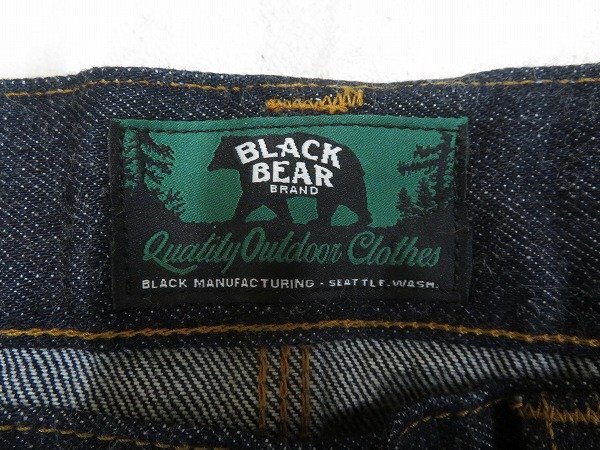 BLACK
BEAR
BRAND
Quality Outdoor Clothes
BLACK MANUFACTURING · SEATTLE. WASH.